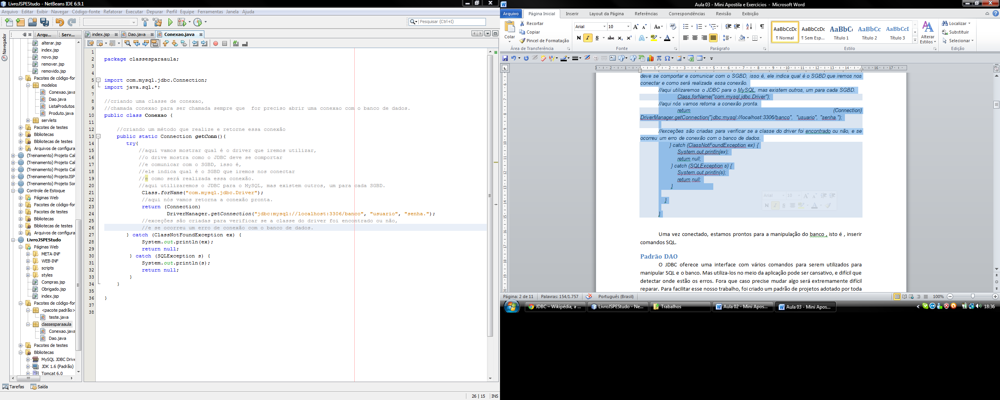 LivroJSPEStudo - NetBeans IDE 6.9.1
Arquivo Editar Exibir Navegar Código-fonte Refatorar Executar Depurar Perfil Equipe Ferramentas Janela Ajuda
Pesquisar (Ctrl+I)
Navegador
Arqu... Serv...
alterar.jsp
index.jsp
novo.jsp
remover.jsp
removido.jsp
Pacotes de código-for
modelos
Conexao.java
Dao.java
ListaProdutos.
Produto.java
servlets
Pacotes de testes
Bibliotecas
Bibliotecas de testes
Arquivos de configura
(Treinamento) Projeto Cal
(Treinamento) Projeto Cal
(Treinamento) Projeto Cal
(Treinamento) ProjetoJSP
(Treinamento) Projeto Sor
Controle de Estoque
Páginas Web
Pacotes de código-for
Pacotes de testes
Bibliotecas
Bibliotecas de testes
Arquivos de configura
LivroJSPEStudo
Páginas Web
META-INF
WEB-INF
scripts
styles
Compras.jsp
Obrigado.jsp
index.jsp
Pacotes de código-for
<pacote padrão>
teste.java
classesparaaula
Conexao.java
Dao.java
Pacotes de testes
Bibliotecas
MySQL JDBC Drive
JDK 1.6 (Padrão)
Tomcat 6.0
Tarefas Saída
index.jsp Dao.java Conexao.java
1
2 package classesparaaula;
3
4
5 import com.mysql.jdbc.Connection;
6 import java.sql.*;
7
8 //criando uma classe de conexao,
9 //chamada conexao para ser chamada sempre que  for preciso abrir uma conexao com o banco de dados.
10 public class Conexao {
11
12 //criando um método que realize e retorne essa conexão
13 public static Connection getConn(){
14 try{
15 //aqui vamos mostrar qual é o driver que iremos utilizar,
16 //o drive mostra como o JDBC deve se comportar
17 //e comunicar com o SGBD, isso é,
18 //ele indica qual é o SGBD que iremos nos conectar
19 //e como será realizada essa conexão.
20 //aqui utilizaremos o JDBC para o MySQL, mas existem outros, um para cada SGBD.
21 Class.forName("com.mysql.jdbc.Driver");
22 //aqui nós vamos retorna a conexão pronta.
23 return (Connection)
24 DriverManager.getConnection("jdbc:mysql://localhost:3306/banco", "usuario", "senha.");
25 //exceções são criadas para verificar se a classe do driver foi encontrado ou não,
26 //e se ocorreu um erro de conexão com o banco de dados.
27 } catch (ClassNotFoundException ex) {
28 System.out.println(ex);
29 return null;
30 } catch (SQLException s) {
31 System.out.println(s);
32 return null;
33 }
34 }
35
36 }
37
38
26 | 15 INS
Aula 03 - Mini Apostila e Exercícios - Microsoft Word
Arquivo Página Inicial Inserir Layout da Página Referências Correspondências Revisão Exibição
Colar
Recortar
Copiar
Pincel de Formatação
Área de Transferência
Arial 10
N I S abc x₂ x²
Fonte
Parágrafo
AaBbCcDc AaBbCcDc AaBbC AaBbCc AaBbCcI
¶ Normal ¶ Sem Esp... Título 1 Título 2 Título 3
Alterar Estilos
Estilo
Localizar
Substituir
Selecionar
Edição
3 2 1 1 2 3 4 5 6 7 8 9 10 11 12 13 14 16 17
deve se comportar e comunicar com o SGBD, isso é, ele indica qual é o SGBD que iremos nos
conectar e como será realizada essa conexão.
//aqui utilizaremos o JDBC para o MySQL, mas existem outros, um para cada SGBD.
Class.forName("com.mysql.jdbc.Driver");
//aqui nós vamos retorna a conexão pronta.
return (Connection)
DriverManager.getConnection("jdbc:mysql://localhost:3306/banco", "usuario", "senha.");
//exceções são criadas para verificar se a classe do driver foi encontrado ou não, e se
ocorreu um erro de conexão com o banco de dados.
} catch (ClassNotFoundException ex) {
System.out.println(ex);
return null;
} catch (SQLException s) {
System.out.println(s);
return null;
}
}
}
Arial 10
N I S
Uma vez conectado, estamos prontos para a manipulação do banco , isto é , inserir
comandos SQL.
Padrão DAO
O JDBC oferece uma interface com vários comandos para serem utilizados para
manipular SQL e o banco. Mas utiliza-los no meio da aplicação pode ser cansativo, e difícil que
detectar onde estão os erros. Fora que caso precise mudar algo será extremamente difícil
reparar. Para facilitar esse nosso trabalho, foi criado um padrão de projetos adotado por toda
Página: 2 de 11 Palavras: 154/1.757 Português (Brasil) 100%
JDBC – Wikipédia, a ... LivroJSPEStudo - Ne... Trabalhos Aula 02 - Mini Apos... Aula 03 - Mini Apos... 18:36